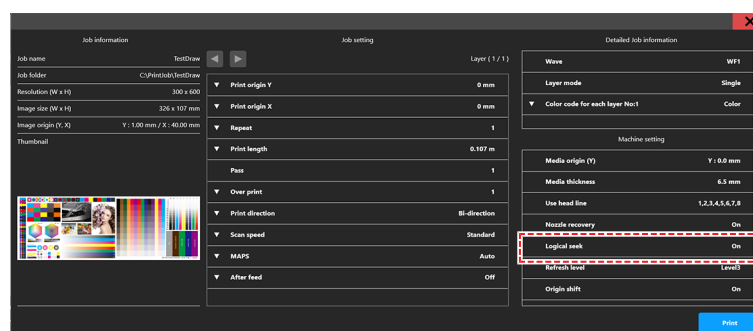 Job information
Job name TestDraw
Job folder C:\PrintJob\TestDraw
Resolution (W x H) 300 x 600
Image size (W x H) 326 x 107 mm
Image origin (Y, X) Y : 1.00 mm / X : 40.00 mm
Thumbnail
Job setting
Layer ( 1 / 1 )
Print origin Y 0 mm
Print origin X 0 mm
Repeat 1
Print length 0.107 m
Pass 1
Over print 1
Print direction Bi-direction
Scan speed Standard
MAPS Auto
After feed Off
Detailed Job information
Wave WF1
Layer mode Single
Color code for each layer No:1 Color
Machine setting
Media origin (Y) Y : 0.0 mm
Media thickness 6.5 mm
Use head line 1,2,3,4,5,6,7,8
Nozzle recovery On
Logical seek On
Refresh level Level3
Origin shift On
Print